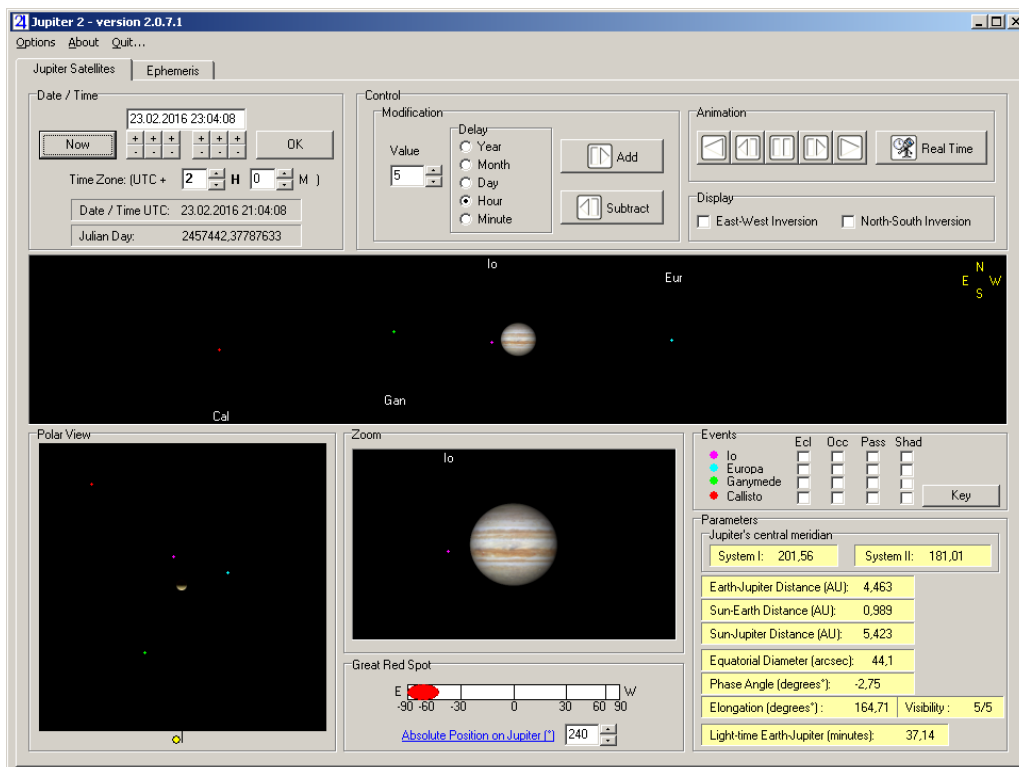 Jupiter 2 - version 2.0.7.1
Options About Quit...
Jupiter Satellites Ephemeris
Date / Time
23.02.2016 23:04:08
Now + + + + + + OK
- - - - - -
Time Zone: (UTC + 2 H 0 M )
Date / Time UTC: 23.02.2016 21:04:08
Julian Day: 2457442,37787633
Control
Modification
Value
5
Delay
Year
Month
Day
Hour
Minute
Add
Subtract
Animation
Real Time
Display
East-West Inversion North-South Inversion
Io
Eur
Gan
Cal
N
E W
S
Polar View
Zoom
Io
Great Red Spot
E W
-90 -60 -30 0 30 60 90
Absolute Position on Jupiter (°) 240
Events
Ecl Occ Pass Shad
Io
Europa
Ganymede
Callisto
Key
Parameters
Jupiter's central meridian
System I: 201,56 System II: 181,01
Earth-Jupiter Distance (AU): 4,463
Sun-Earth Distance (AU): 0,989
Sun-Jupiter Distance (AU): 5,423
Equatorial Diameter (arcsec): 44,1
Phase Angle (degrees°): -2,75
Elongation (degrees°) : 164,71 Visibility : 5/5
Light-time Earth-Jupiter (minutes): 37,14